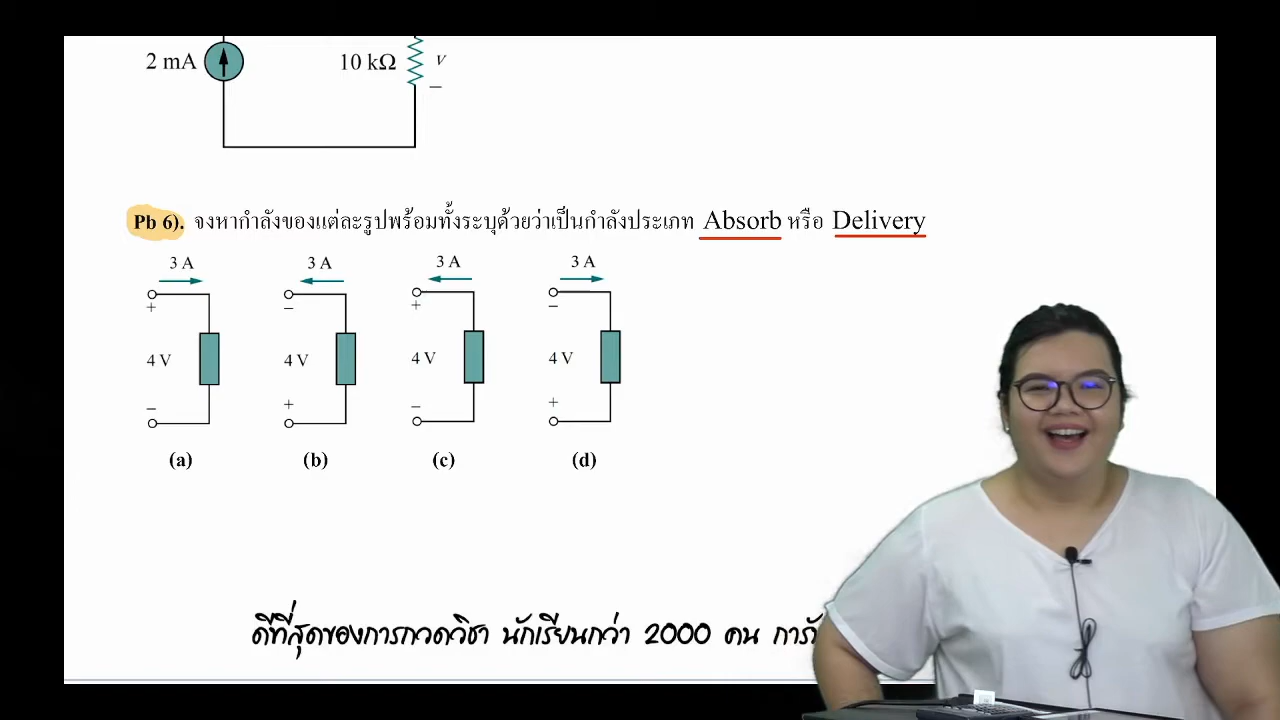 2 mA
10 kΩ
v
–
Pb 6). จงหากำลังของแต่ละรูปพร้อมทั้งระบุด้วยว่าเป็นกำลังประเภท Absorb หรือ Delivery
3 A 3 A 3 A 3 A
+ – + –
4 V 4 V 4 V 4 V
– + – +
(a) (b) (c) (d)
ดีที่สุดของการกวดวิชา นักเรียนกว่า 2000 คน